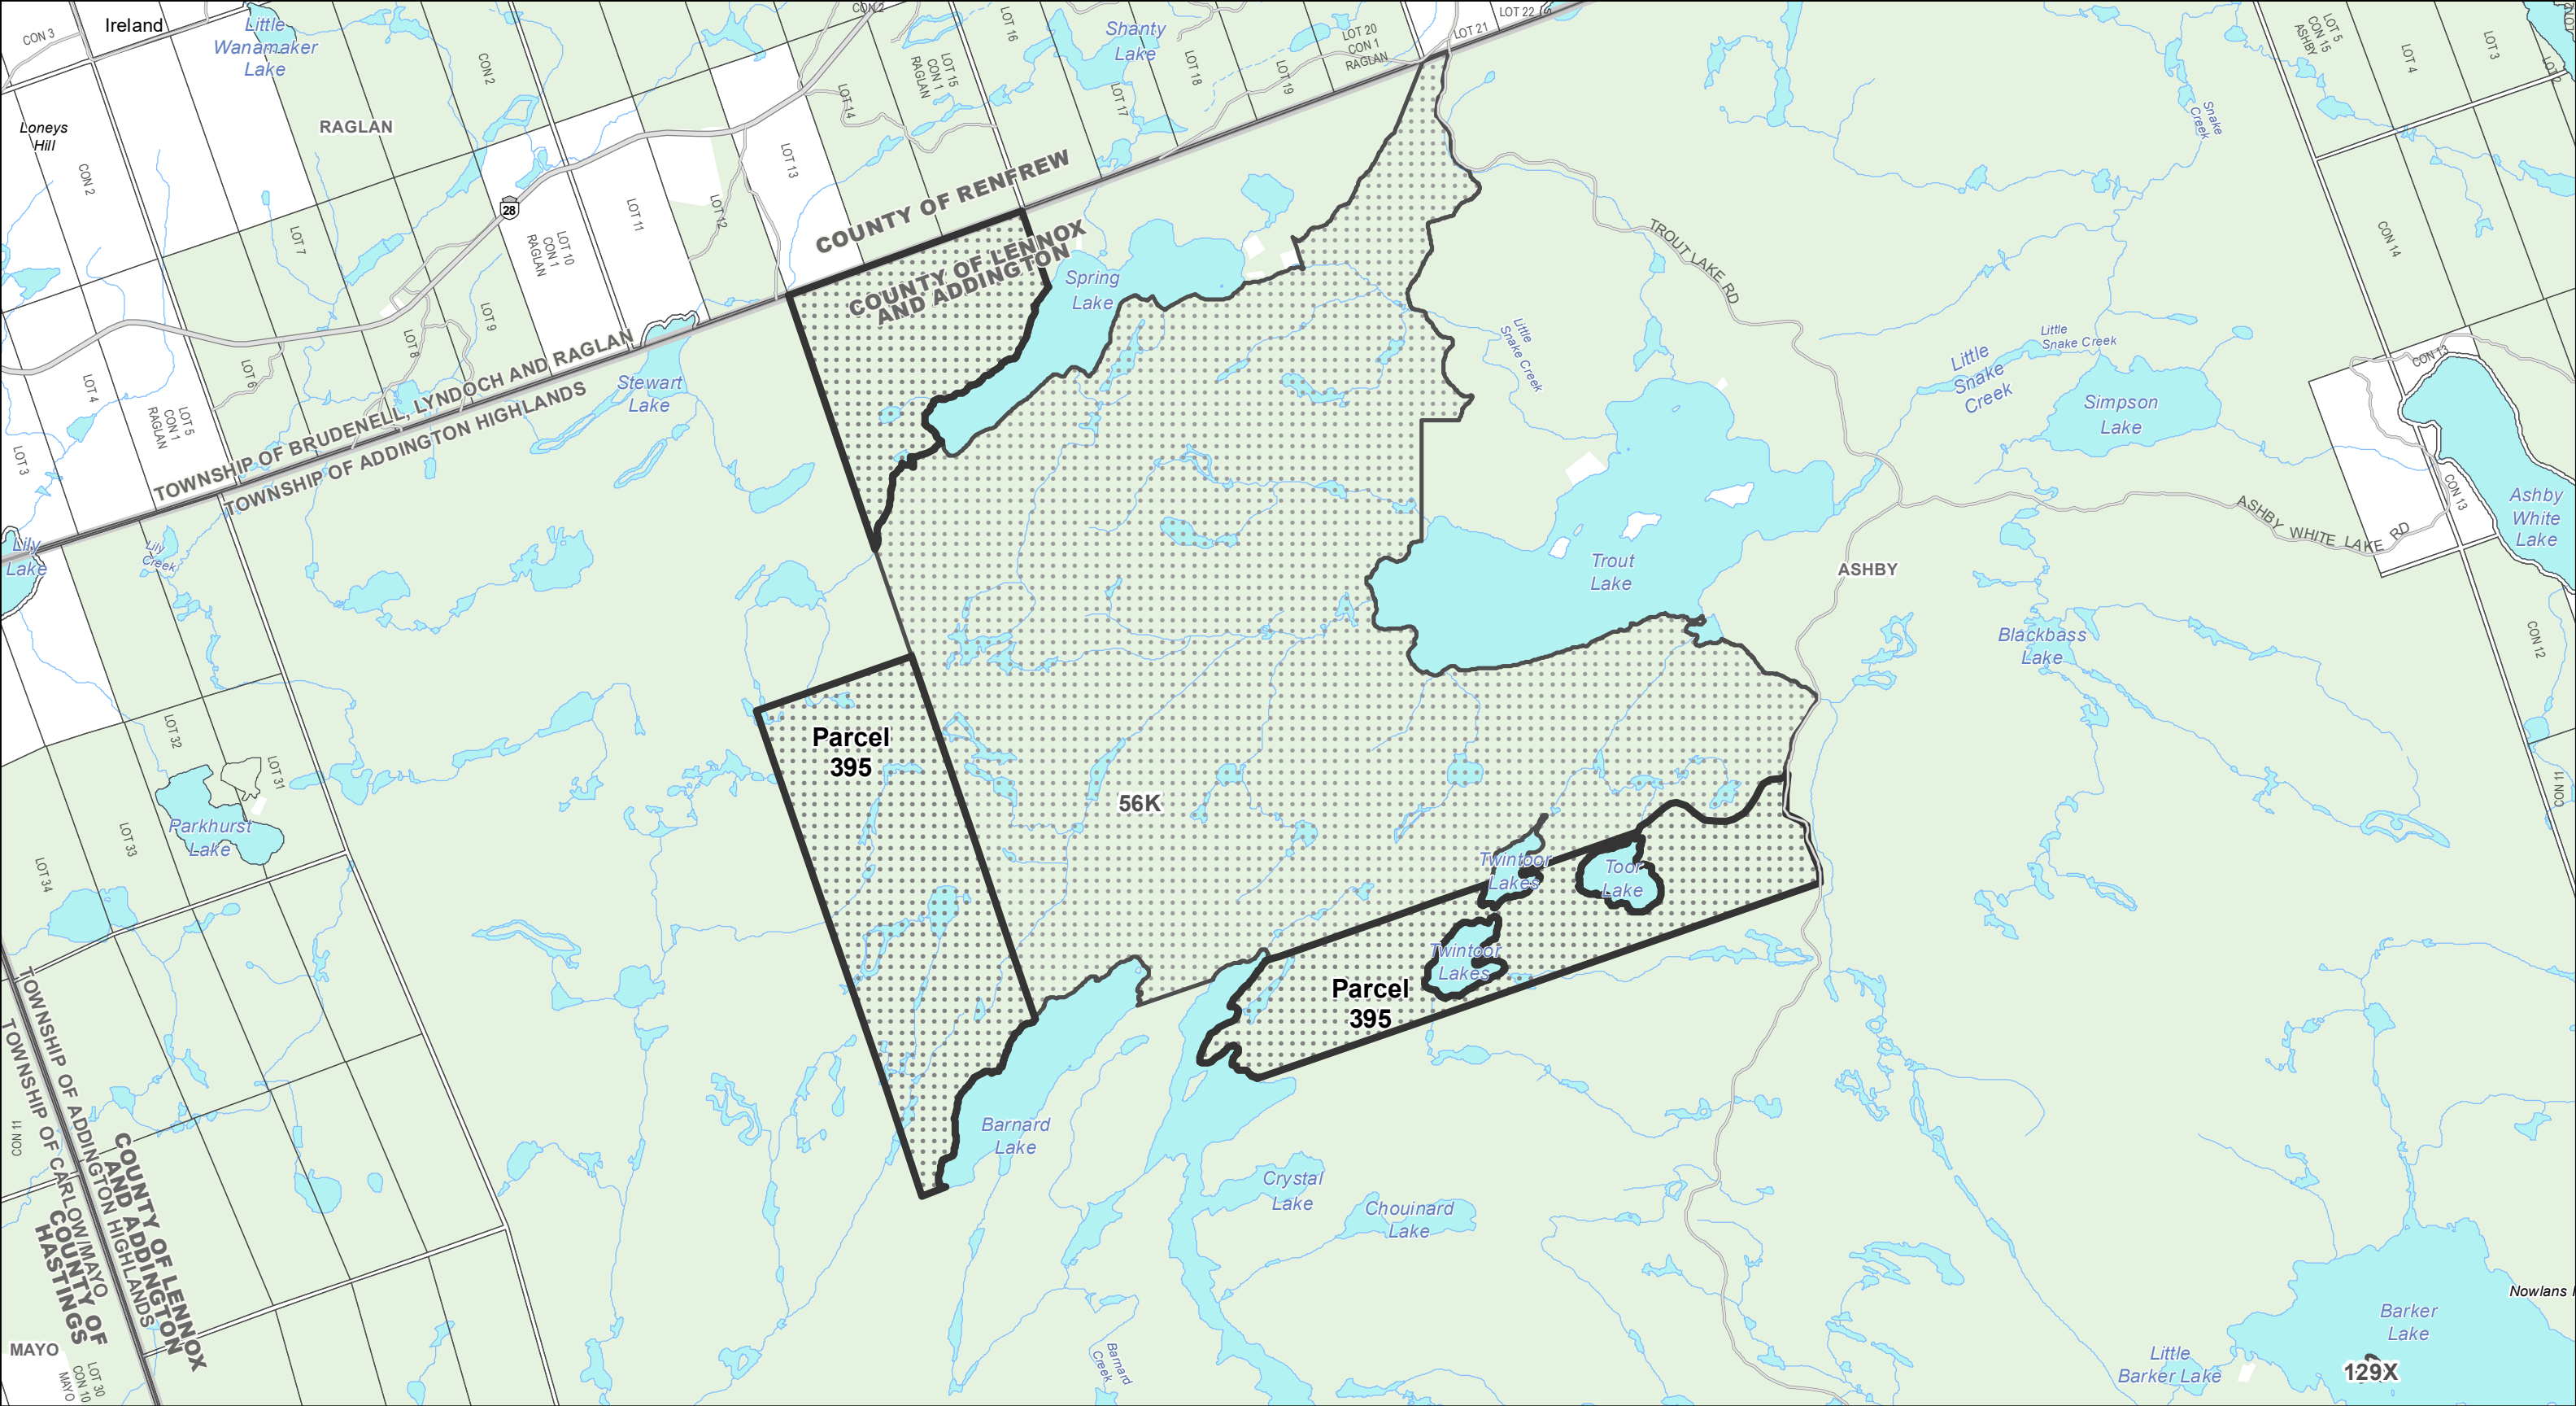 CON 3
Ireland
Little
Wanamaker
Lake
CON 2
CON 2
LOT 16
Shanty
Lake
LOT 18
LOT 20
CON 1
RAGLAN
LOT 21
LOT 22
LOT 5
CON 15
ASHBY
LOT 4
LOT 3
LOT 2
Loneys
Hill
RAGLAN
LOT 14
LOT 15
CON 1
RAGLAN
LOT 17
LOT 19
Snake
Creek
CON 2
28
LOT 13
LOT 12
LOT 11
LOT 10
CON 1
RAGLAN
LOT 7
COUNTY OF RENFREW
COUNTY OF LENNOX
AND ADDINGTON
Spring
Lake
TROUT LAKE RD
CON 14
LOT 9
LOT 8
LOT 6
LOT 4
LOT 5
CON 1
RAGLAN
LOT 3
TOWNSHIP OF BRUDENELL, LYNDOCH AND RAGLAN
TOWNSHIP OF ADDINGTON HIGHLANDS
Stewart
Lake
Little
Snake Creek
Little
Snake Creek
Little
Snake
Creek
Simpson
Lake
CON 13
CON 13
Ashby
White
Lake
ASHBY WHITE LAKE RD
Lily
Lake
Lily
Creek
Trout
Lake
ASHBY
Blackbass
Lake
CON 12
CON 11
LOT 32
LOT 31
LOT 33
LOT 34
Parkhurst
Lake
Parcel
395
56K
Twintoor
Lakes
Toor
Lake
Twintoor
Lakes
Parcel
395
Barnard
Lake
Crystal
Lake
Chouinard
Lake
CON 11
TOWNSHIP OF ADDINGTON HIGHLANDS
TOWNSHIP OF CARLOW/MAYO
COUNTY OF LENNOX
AND ADDINGTON
COUNTY OF
HASTINGS
MAYO
LOT 30
CON 10
MAYO
Barnard
Creek
Nowlans
Barker
Lake
Little
Barker Lake
129X